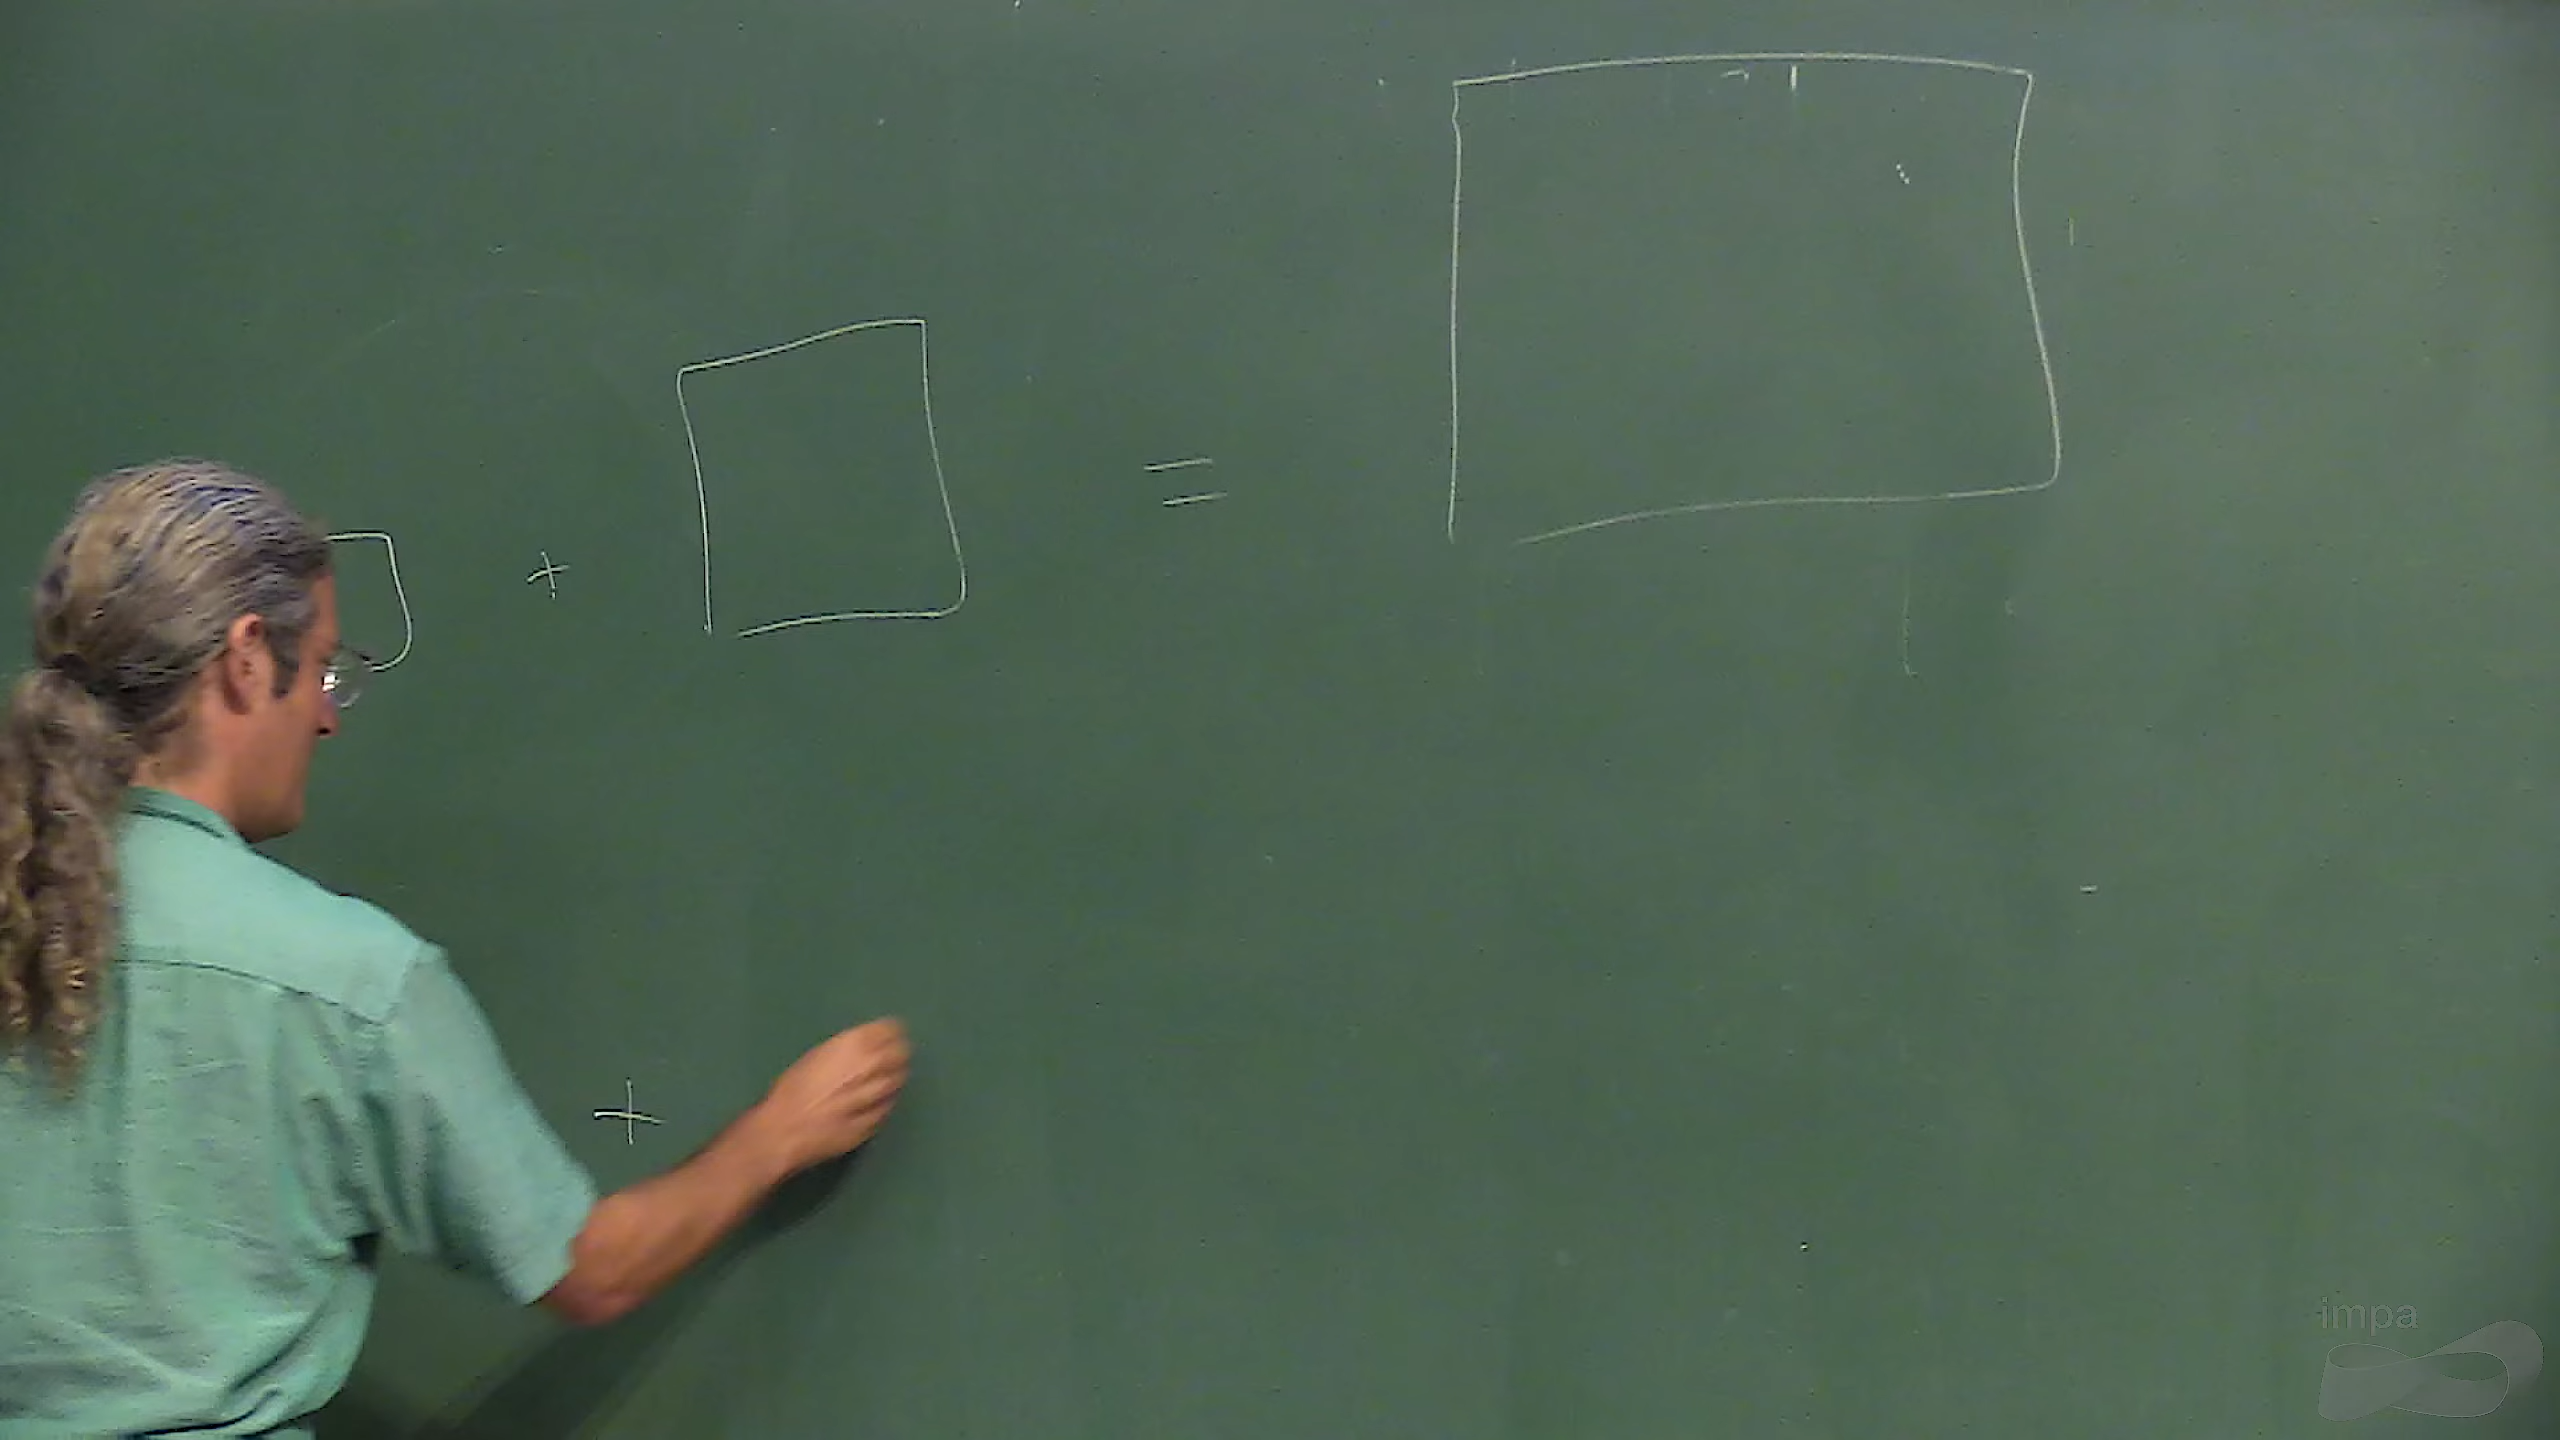 + =
+
impa